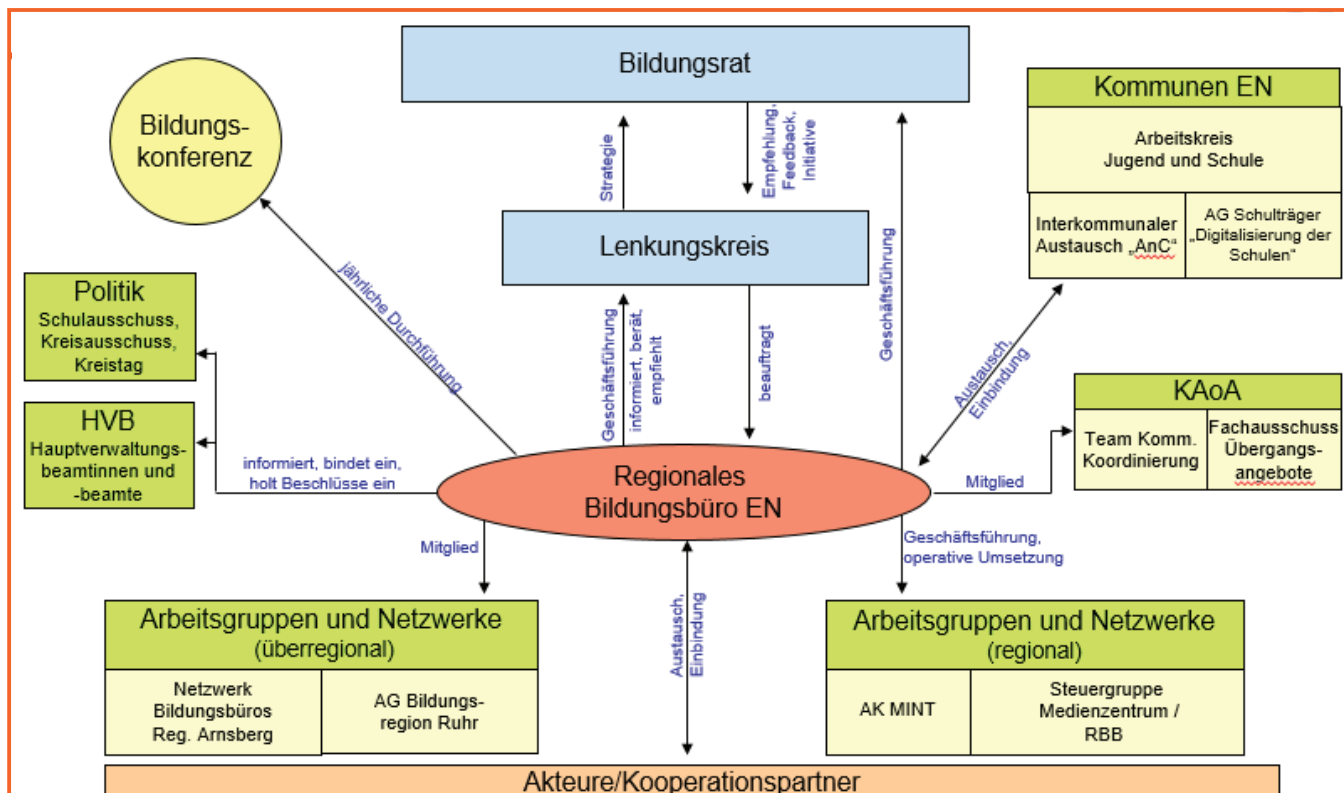 Bildungsrat
Bildungs-
konferenz
Kommunen EN
Arbeitskreis
Jugend und Schule
Interkommunaler
Austausch „AnC“
AG Schulträger
„Digitalisierung der
Schulen“
Strategie
Empfehlung,
Feedback,
Initiative
Lenkungskreis
Geschäftsführung
jährliche Durchführung
Politik
Schulausschuss,
Kreisausschuss,
Kreistag
Geschäftsführung
informiert, berät,
empfiehlt
beauftragt
Austausch,
Einbindung
HVB
Hauptverwaltungs-
beamtinnen und
-beamte
KAoA
Team Komm.
Koordinierung
Fachausschuss
Übergangs-
angebote
informiert, bindet ein,
holt Beschlüsse ein
Regionales
Bildungsbüro EN
Mitglied
Mitglied
Geschäftsführung,
operative Umsetzung
Austausch,
Einbindung
Arbeitsgruppen und Netzwerke
(überregional)
Netzwerk
Bildungsbüros
Reg. Arnsberg
AG Bildungs-
region Ruhr
Arbeitsgruppen und Netzwerke
(regional)
AK MINT
Steuergruppe
Medienzentrum /
RBB
Akteure/Kooperationspartner